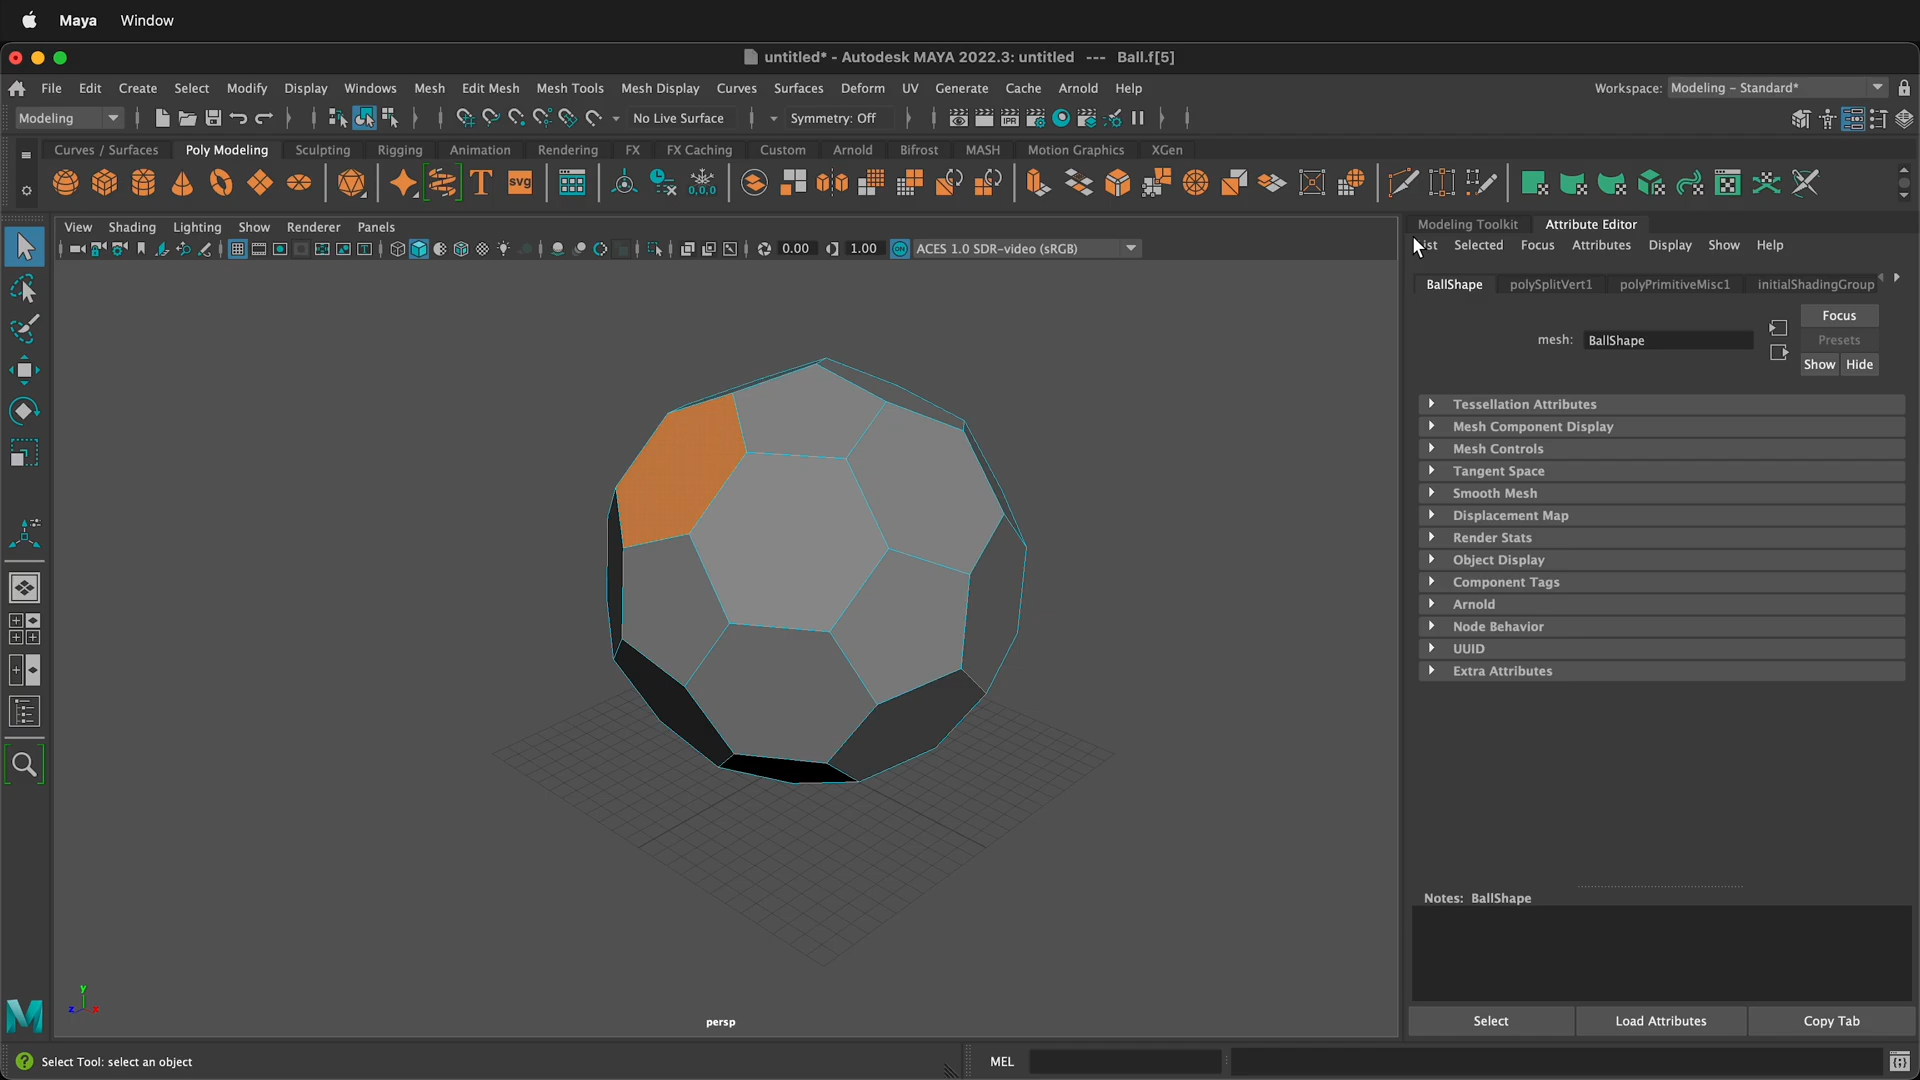 Maya Window
untitled* - Autodesk MAYA 2022.3: untitled --- Ball.f[5]
File Edit Create Select Modify Display Windows Mesh Edit Mesh Mesh Tools Mesh Display Curves Surfaces Deform UV Generate Cache Arnold Help Workspace: Modeling - Standard*
Modeling No Live Surface Symmetry: Off IPR
Curves / Surfaces Poly Modeling Sculpting Rigging Animation Rendering FX FX Caching Custom Arnold Bifrost MASH Motion Graphics XGen
T SVG 0,0,0
View Shading Lighting Show Renderer Panels
0.00 1.00 ON ACES 1.0 SDR-video (sRGB)
Modeling Toolkit Attribute Editor
Selected Focus Attributes Display Show Help
BallShape polySplitVert1 polyPrimitiveMisc1 initialShadingGroup
Focus
mesh: BallShape Presets
Show Hide
Tessellation Attributes
Mesh Component Display
Mesh Controls
Tangent Space
Smooth Mesh
Displacement Map
Render Stats
Object Display
Component Tags
Arnold
Node Behavior
UUID
Extra Attributes
Notes: BallShape
Select Load Attributes Copy Tab
y
z x
persp
M
Select Tool: select an object MEL